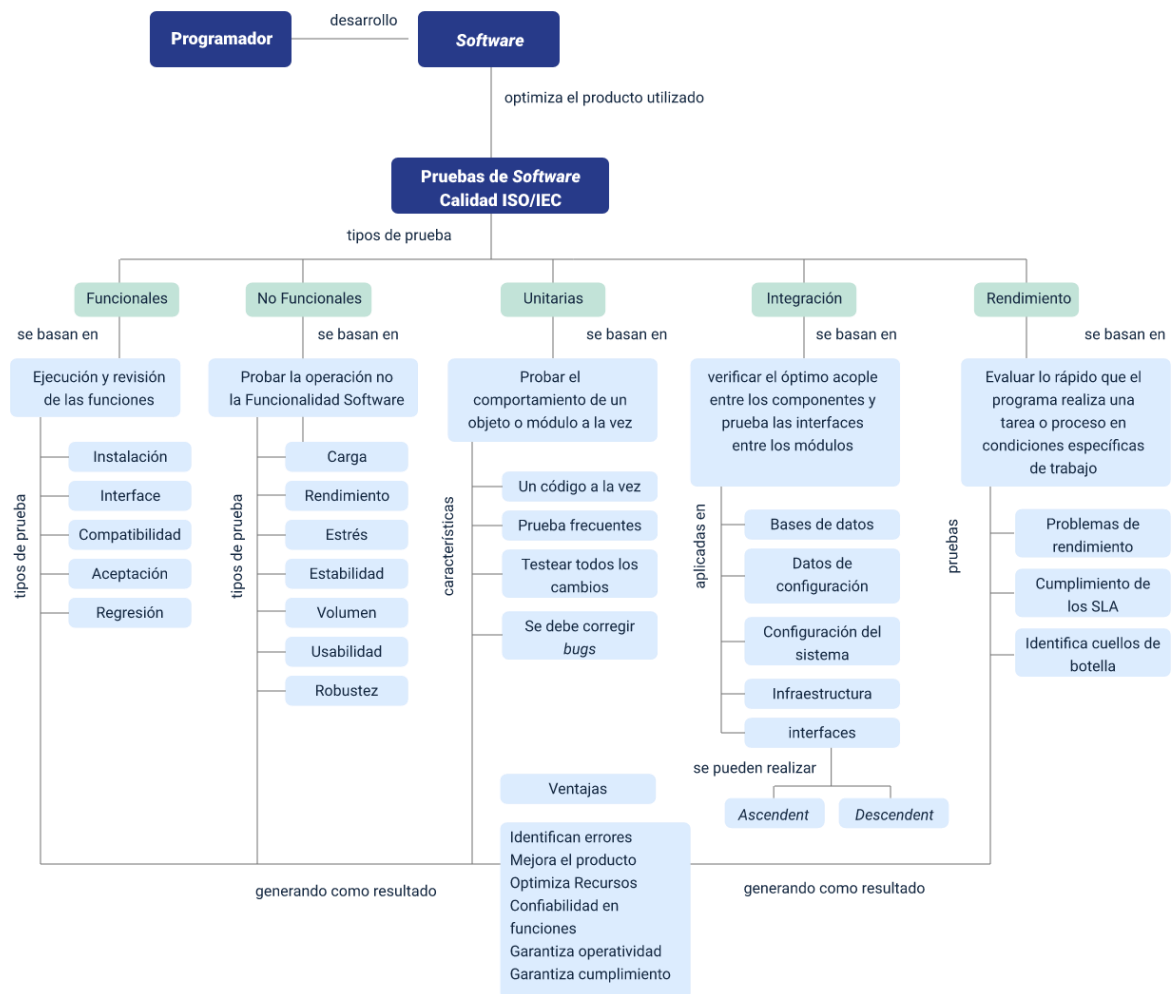 desarrollo
Programador
Software
optimiza el producto utilizado
Pruebas de Software
Calidad ISO/IEC
tipos de prueba
Funcionales
No Funcionales
Unitarias
Integración
Rendimiento
se basan en
se basan en
se basan en
se basan en
se basan en
Ejecución y revisión
de las funciones
tipos de prueba
Instalación
Interface
Compatibilidad
Aceptación
Regresión
Probar la operación no
la Funcionalidad Software
tipos de prueba
Carga
Rendimiento
Estrés
Estabilidad
Volumen
Usabilidad
Robustez
Probar el
comportamiento de un
objeto o módulo a la vez
características
Un código a la vez
Prueba frecuentes
Testear todos los
cambios
Se debe corregir
bugs
verificar el óptimo acople
entre los componentes y
prueba las interfaces
entre los módulos
aplicadas en
Bases de datos
Datos de
configuración
Configuración del
sistema
Infraestructura
interfaces
se pueden realizar
Ascendent
Descendent
Evaluar lo rápido que el
programa realiza una
tarea o proceso en
condiciones específicas
de trabajo
pruebas
Problemas de
rendimiento
Cumplimiento de
los SLA
Identifica cuellos de
botella
generando como resultado
generando como resultado
Ventajas
Identifican errores
Mejora el producto
Optimiza Recursos
Confiabilidad en
funciones
Garantiza operatividad
Garantiza cumplimiento